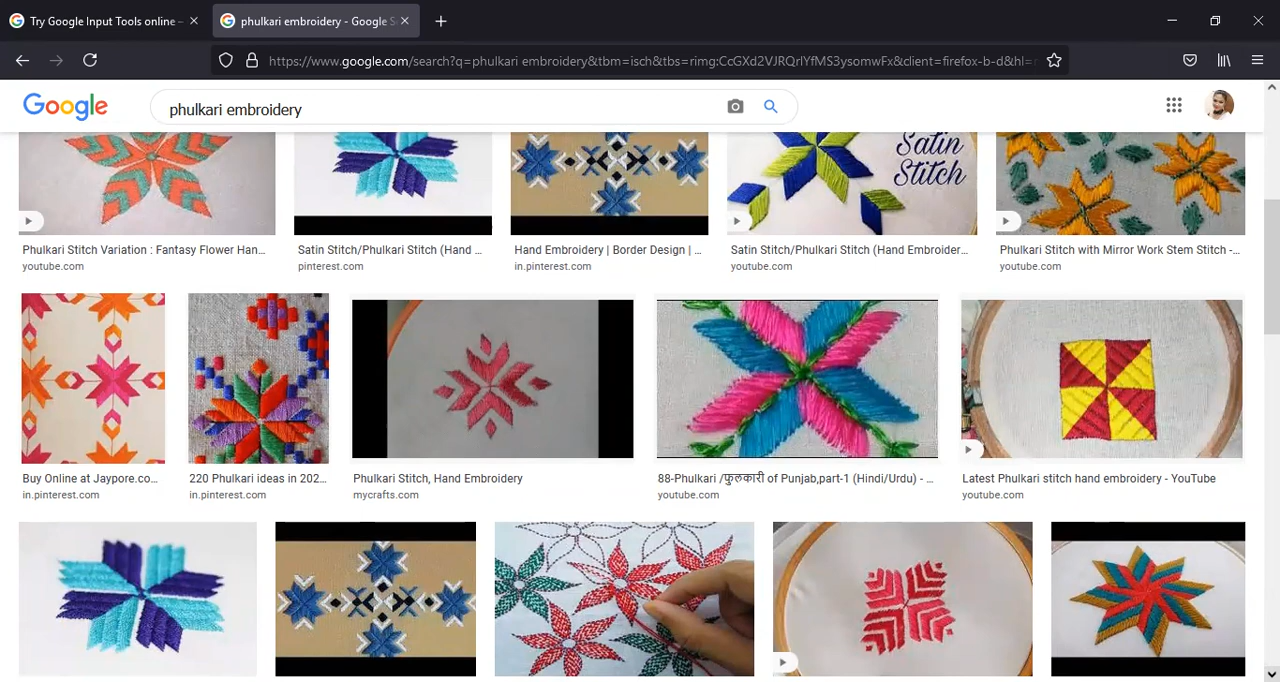 Try Google Input Tools online –
phulkari embroidery - Google S
https://www.google.com/search?q=phulkari embroidery&tbm=isch&tbs=rimg:CcGXd2VJRQrlYfMS3ysomwFx&client=firefox-b-d&hl=
Google
phulkari embroidery
Satin
Stitch
Phulkari Stitch Variation : Fantasy Flower Han...
youtube.com
Satin Stitch/Phulkari Stitch (Hand ...
pinterest.com
Hand Embroidery | Border Design | ...
in.pinterest.com
Satin Stitch/Phulkari Stitch (Hand Embroider...
youtube.com
Phulkari Stitch with Mirror Work Stem Stitch -...
youtube.com
Buy Online at Jaypore.co...
in.pinterest.com
220 Phulkari ideas in 202...
in.pinterest.com
Phulkari Stitch, Hand Embroidery
mycrafts.com
88-Phulkari /फुलकारी of Punjab,part-1 (Hindi/Urdu) - ...
youtube.com
Latest Phulkari stitch hand embroidery - YouTube
youtube.com